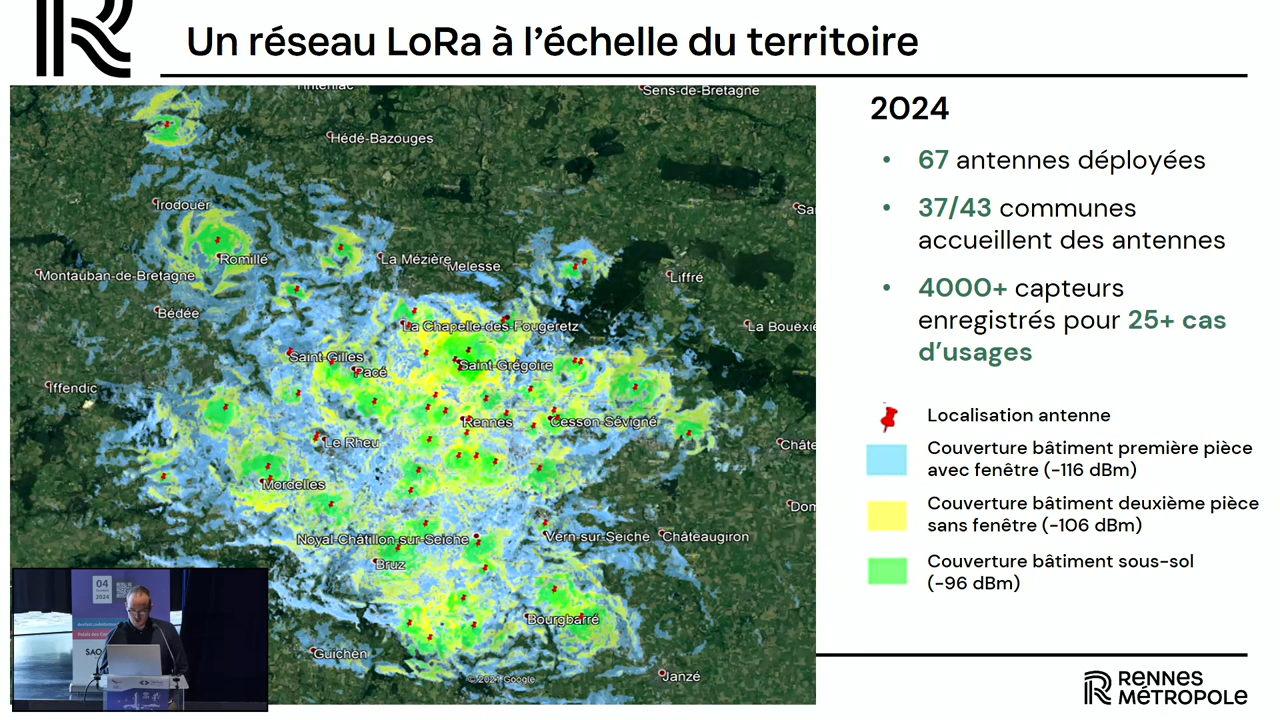 Un réseau LoRa à l'échelle du territoire
2024
• 67 antennes déployées
• 37/43 communes
accueillent des antennes
• 4000+ capteurs
enregistrés pour 25+ cas
d'usages
Localisation antenne
Couverture bâtiment première pièce
avec fenêtre (-116 dBm)
Couverture bâtiment deuxième pièce
sans fenêtre (-106 dBm)
Couverture bâtiment sous-sol
(-96 dBm)
Sens-de-Bretagne
Hédé-Bazouges
Irodouër
Romillé
La Mézière
Melesse
Montauban-de-Bretagne
Liffré
Bédée
La Chapelle-des-Fougeretz
La Bouëxiè
Saint-Gilles
Pacé
Saint-Grégoire
Iffendic
Rennes
Cesson-Sévigné
Le Rheu
Châte
Mordelles
Dom
Noyal-Châtillon-sur-Seiche
Vern-sur-Seiche
Châteaugiron
Bruz
Bourgbarré
Guichen
Janzé
© 2021 Google
04
2024
RENNES
MÉTROPOLE